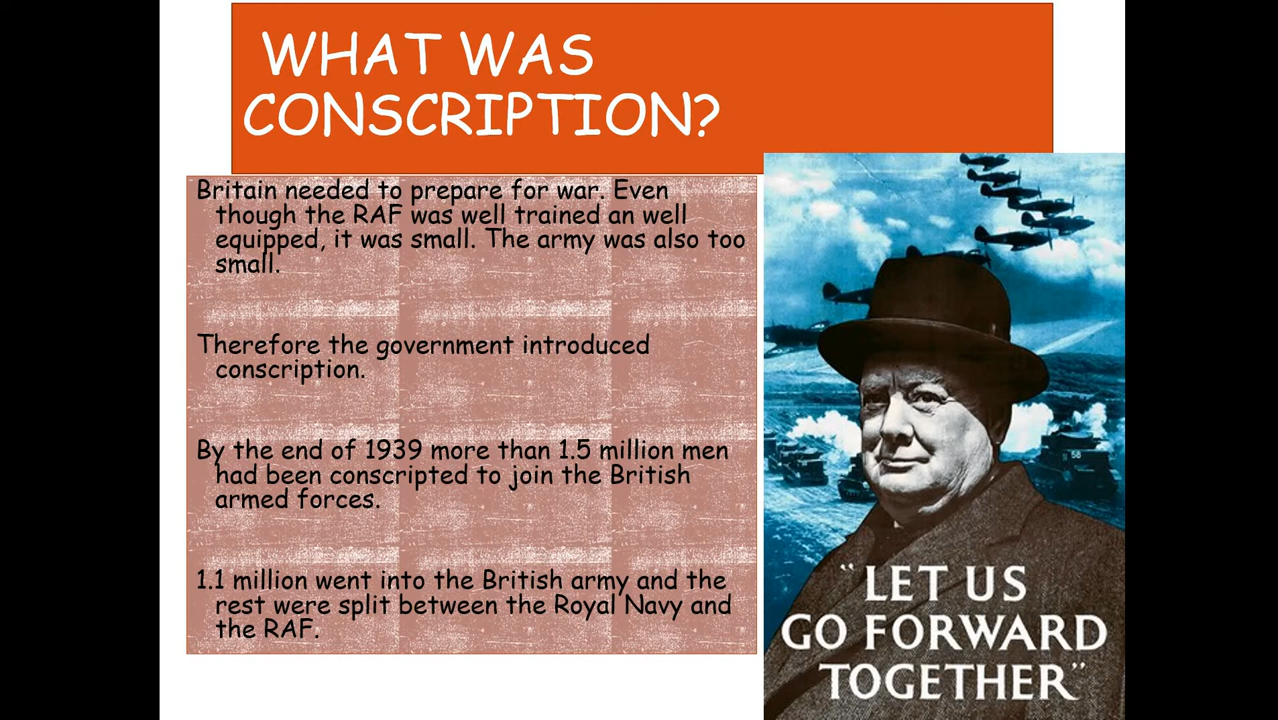 WHAT WAS
CONSCRIPTION?
Britain needed to prepare for war. Even
though the RAF was well trained an well
equipped, it was small. The army was also too
small.
Therefore the government introduced
conscription.
By the end of 1939 more than 1.5 million men
had been conscripted to join the British
armed forces.
1.1 million went into the British army and the
rest were split between the Royal Navy and
the RAF.
58
“LET US
GO FORWARD
TOGETHER”